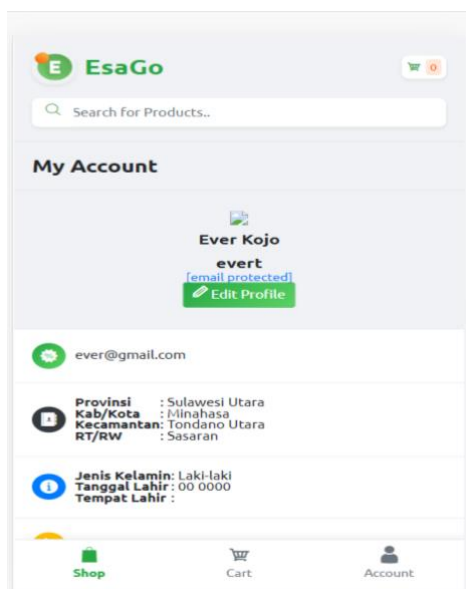 E EsaGo
0
Search for Products..
My Account
Ever Kojo
evert
[email protected]
Edit Profile
ever@gmail.com
Provinsi : Sulawesi Utara
Kab/Kota : Minahasa
Kecamantan: Tondano Utara
RT/RW : Sasaran
Jenis Kelamin: Laki-laki
Tanggal Lahir : 00 0000
Tempat Lahir :
Shop Cart Account